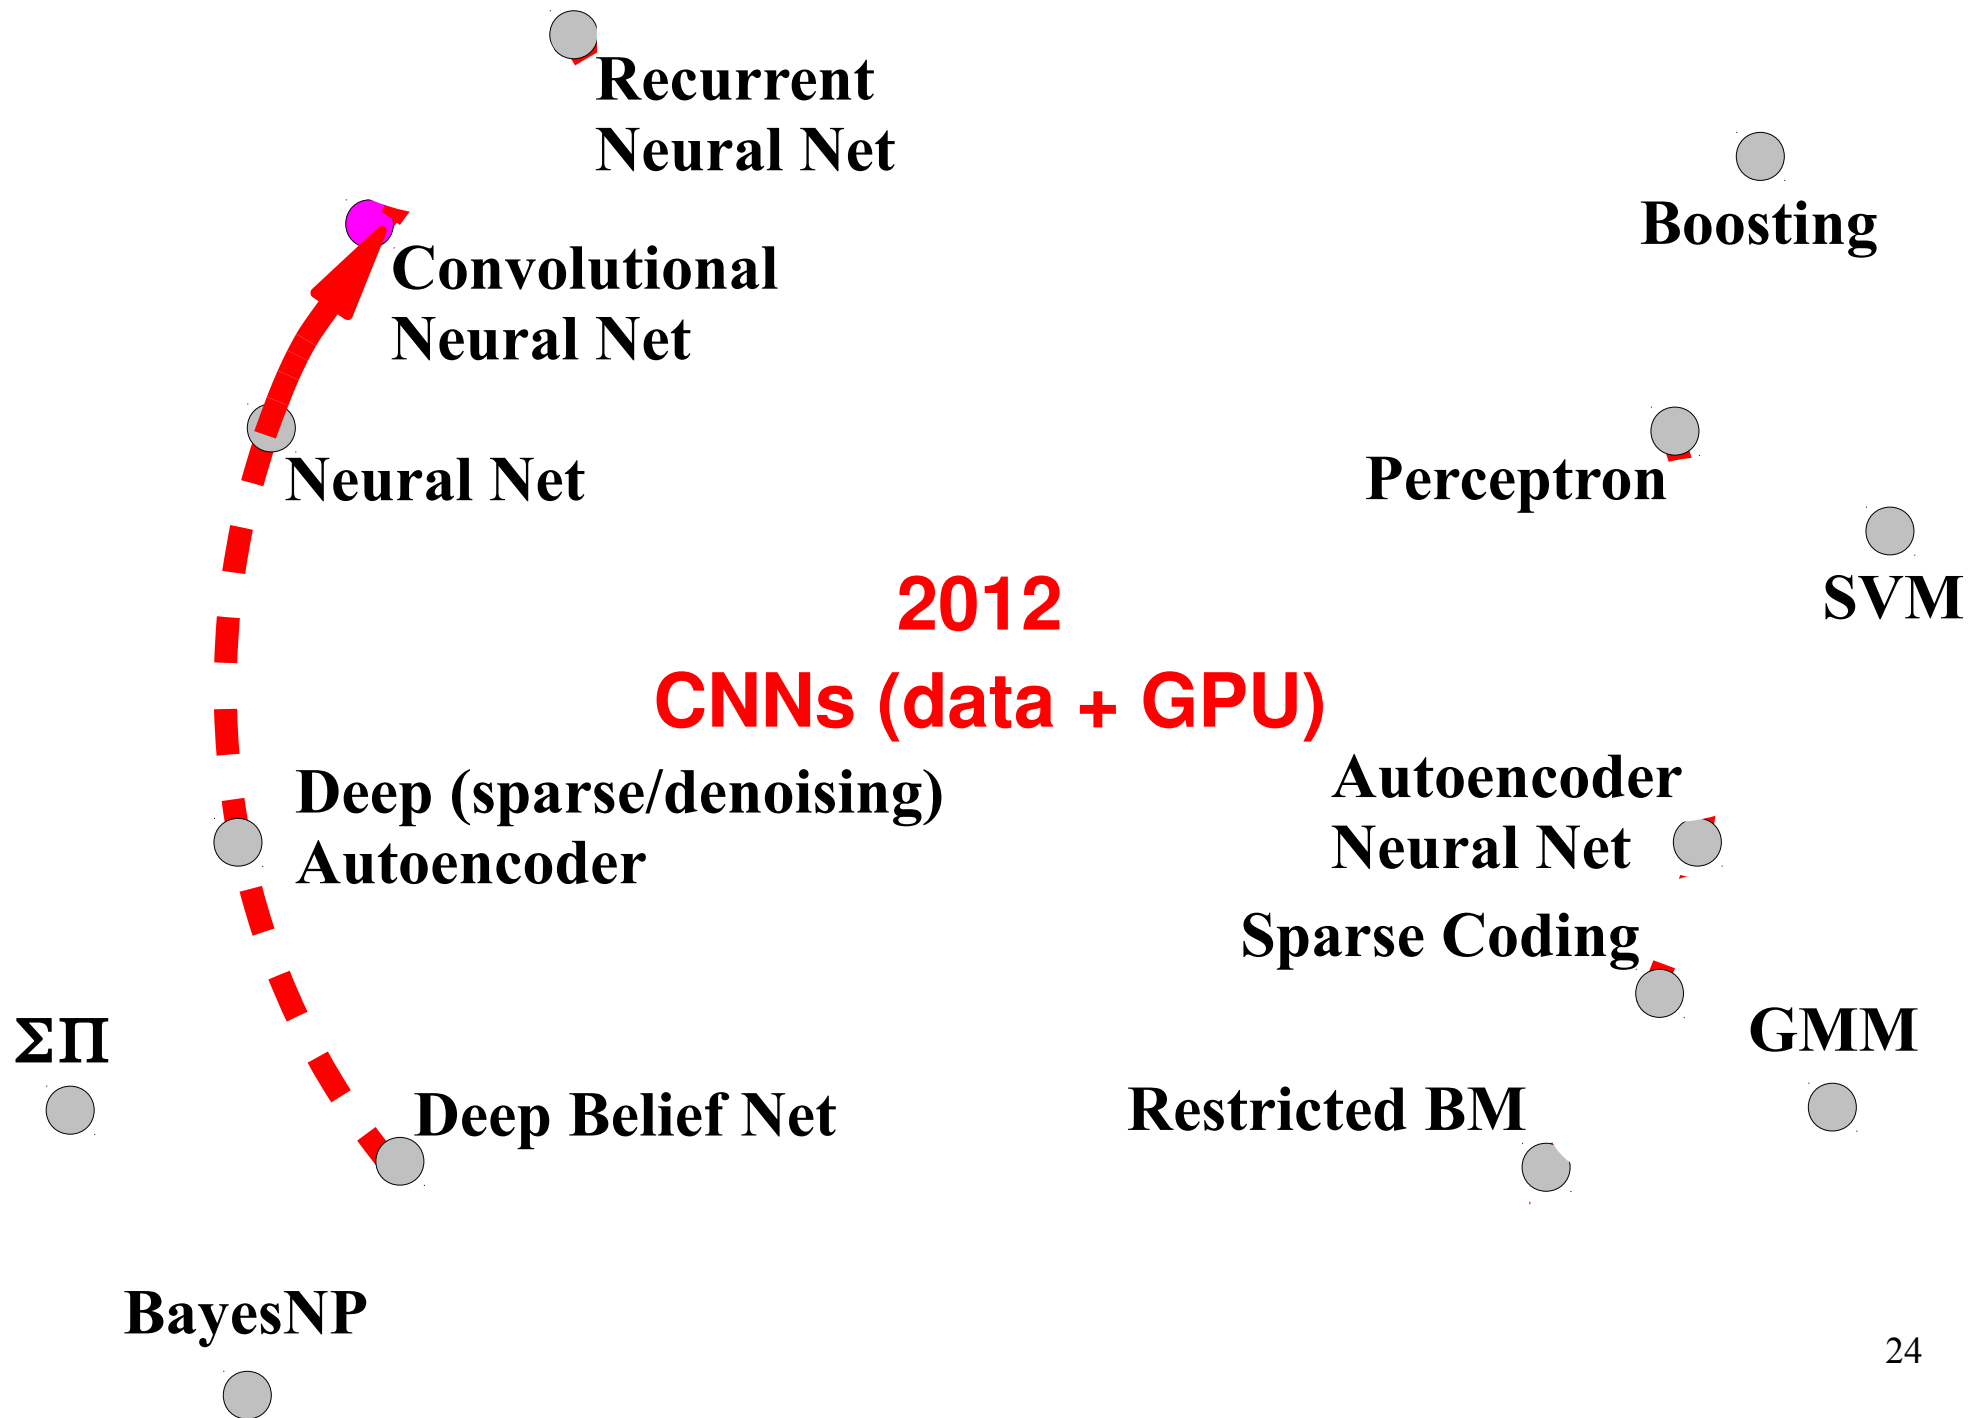 Recurrent
Neural Net
Boosting
Convolutional
Neural Net
Neural Net
Perceptron
SVM
2012
CNNs (data + GPU)
Deep (sparse/denoising)
Autoencoder
Autoencoder
Neural Net
Sparse Coding
ΣΠ
GMM
Deep Belief Net
Restricted BM
BayesNP
24